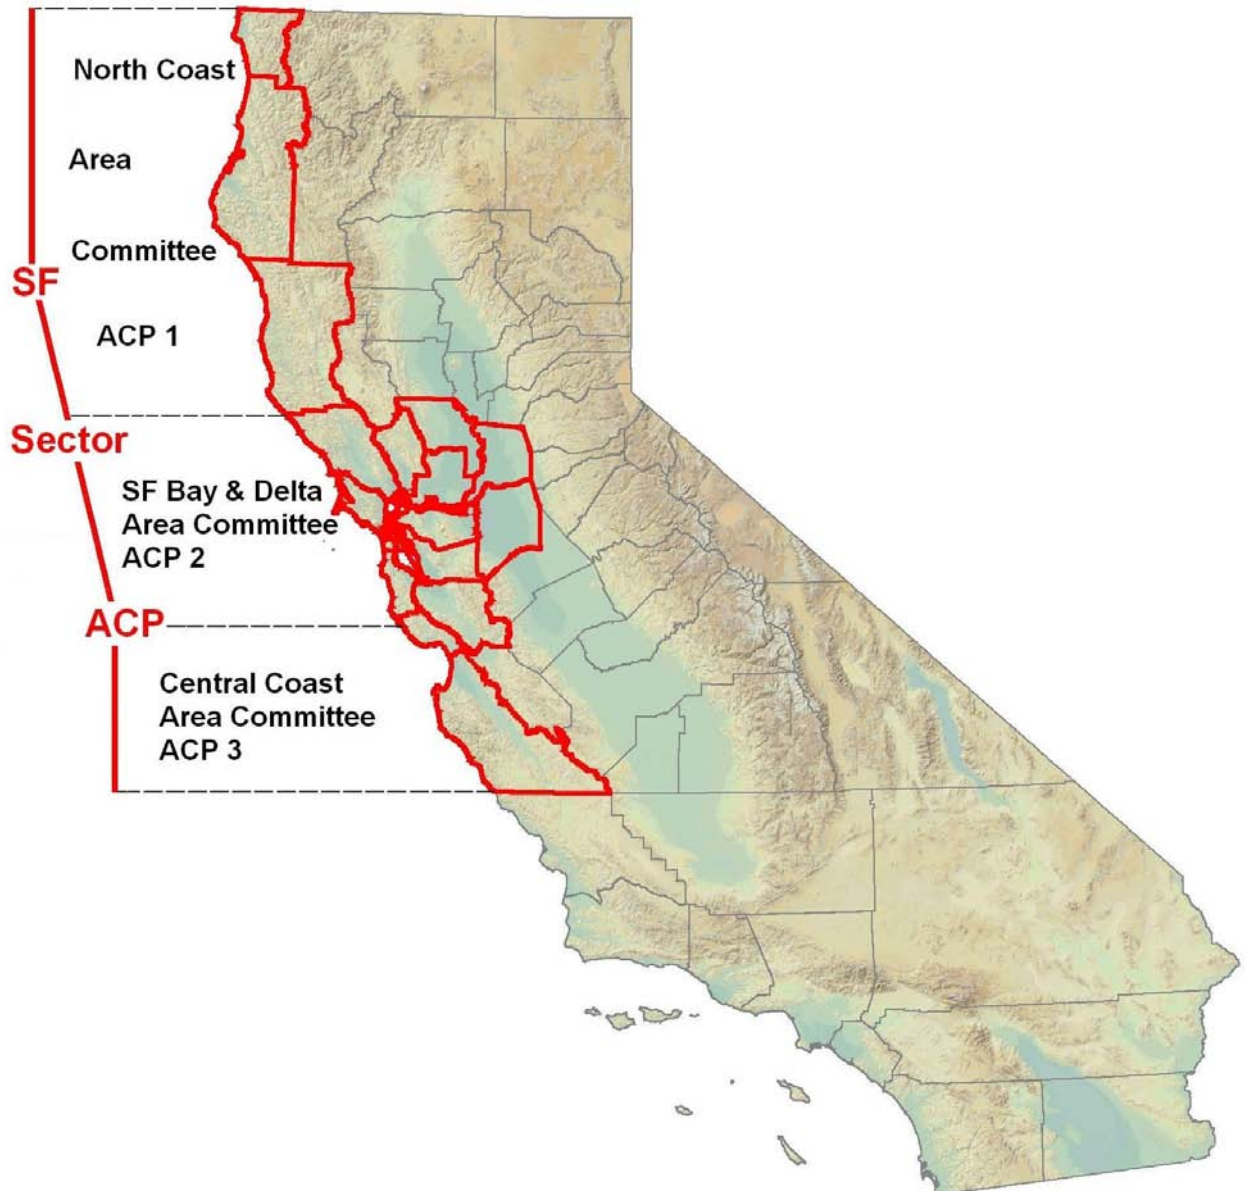 North Coast
Area
Committee
SF
ACP 1
Sector
SF Bay & Delta
Area Committee
ACP 2
ACP
Central Coast
Area Committee
ACP 3